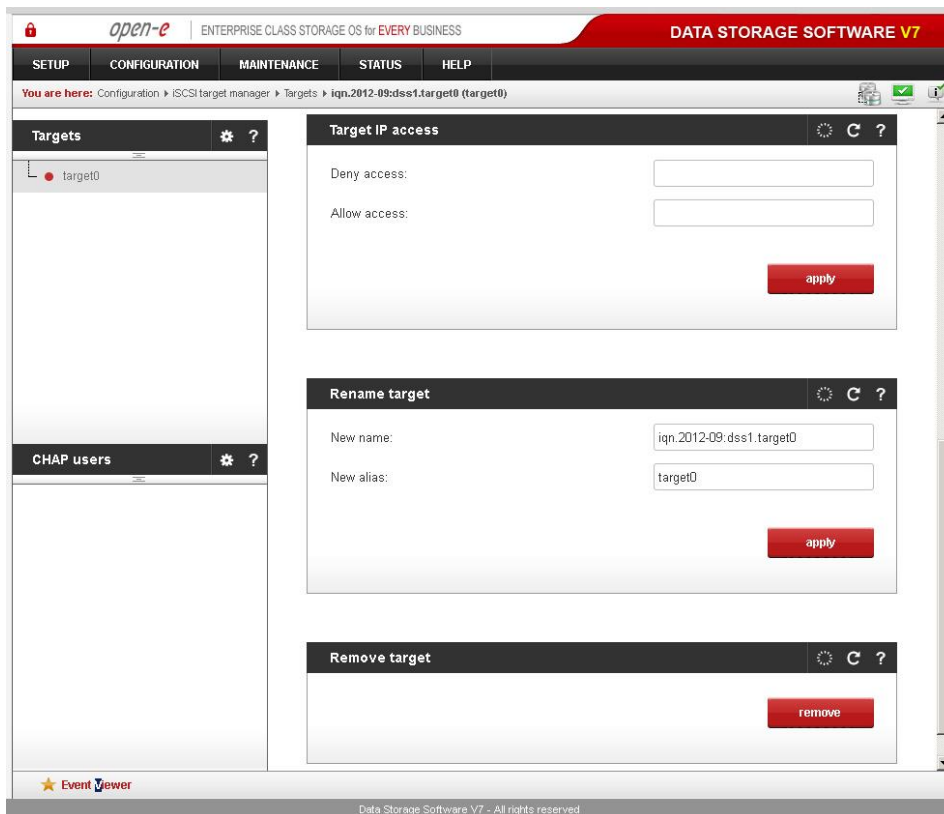 open-e ENTERPRISE CLASS STORAGE OS for EVERY BUSINESS DATA STORAGE SOFTWARE V7
SETUP CONFIGURATION MAINTENANCE STATUS HELP
You are here: Configuration ▸ iSCSI target manager ▸ Targets ▸ iqn.2012-09:dss1.target0 (target0)
Targets ?
target0
CHAP users ?
Target IP access ?
Deny access:
Allow access:
apply
Rename target ?
New name: iqn.2012-09:dss1.target0
New alias: target0
apply
Remove target ?
remove
Event Viewer
Data Storage Software V7 - All rights reserved